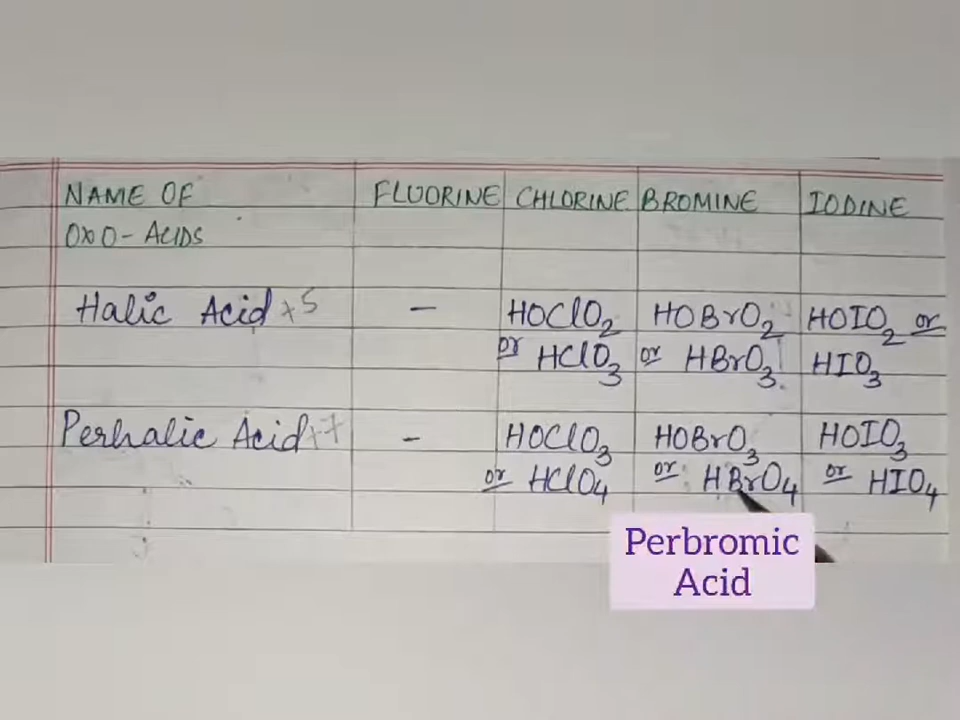 NAME OF FLUORINE CHLORINE BROMINE IODINE
OXO-ACIDS
Halic Acid +5 - HOClO2 HOBrO2 HOIO2 or
or HClO3 or HBrO3 HIO3
Perhalic Acid +7 - HOClO3 HOBrO3 HOIO3
or HClO4 or HBrO4 or HIO4
Perbromic
Acid